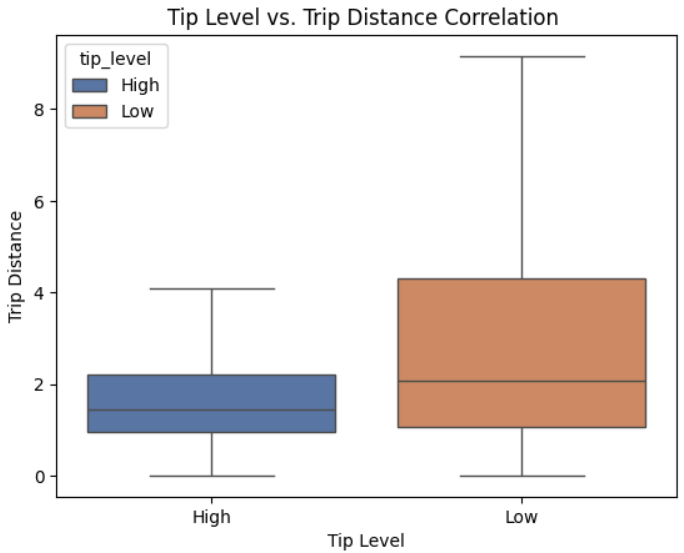 Tip Level vs. Trip Distance Correlation
tip_level
High
Low
8
6
4
2
0
Trip Distance
High
Low
Tip Level